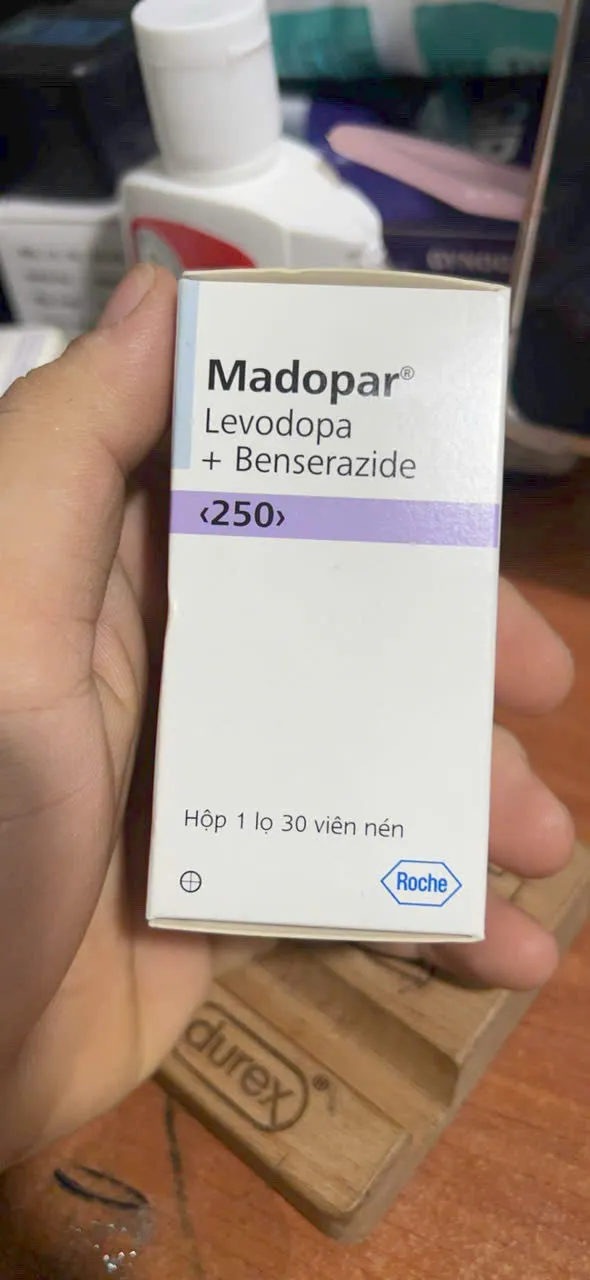 Madopar®
Levodopa
+ Benserazide
‹250›
Hộp 1 lọ 30 viên nén
Roche
durex®